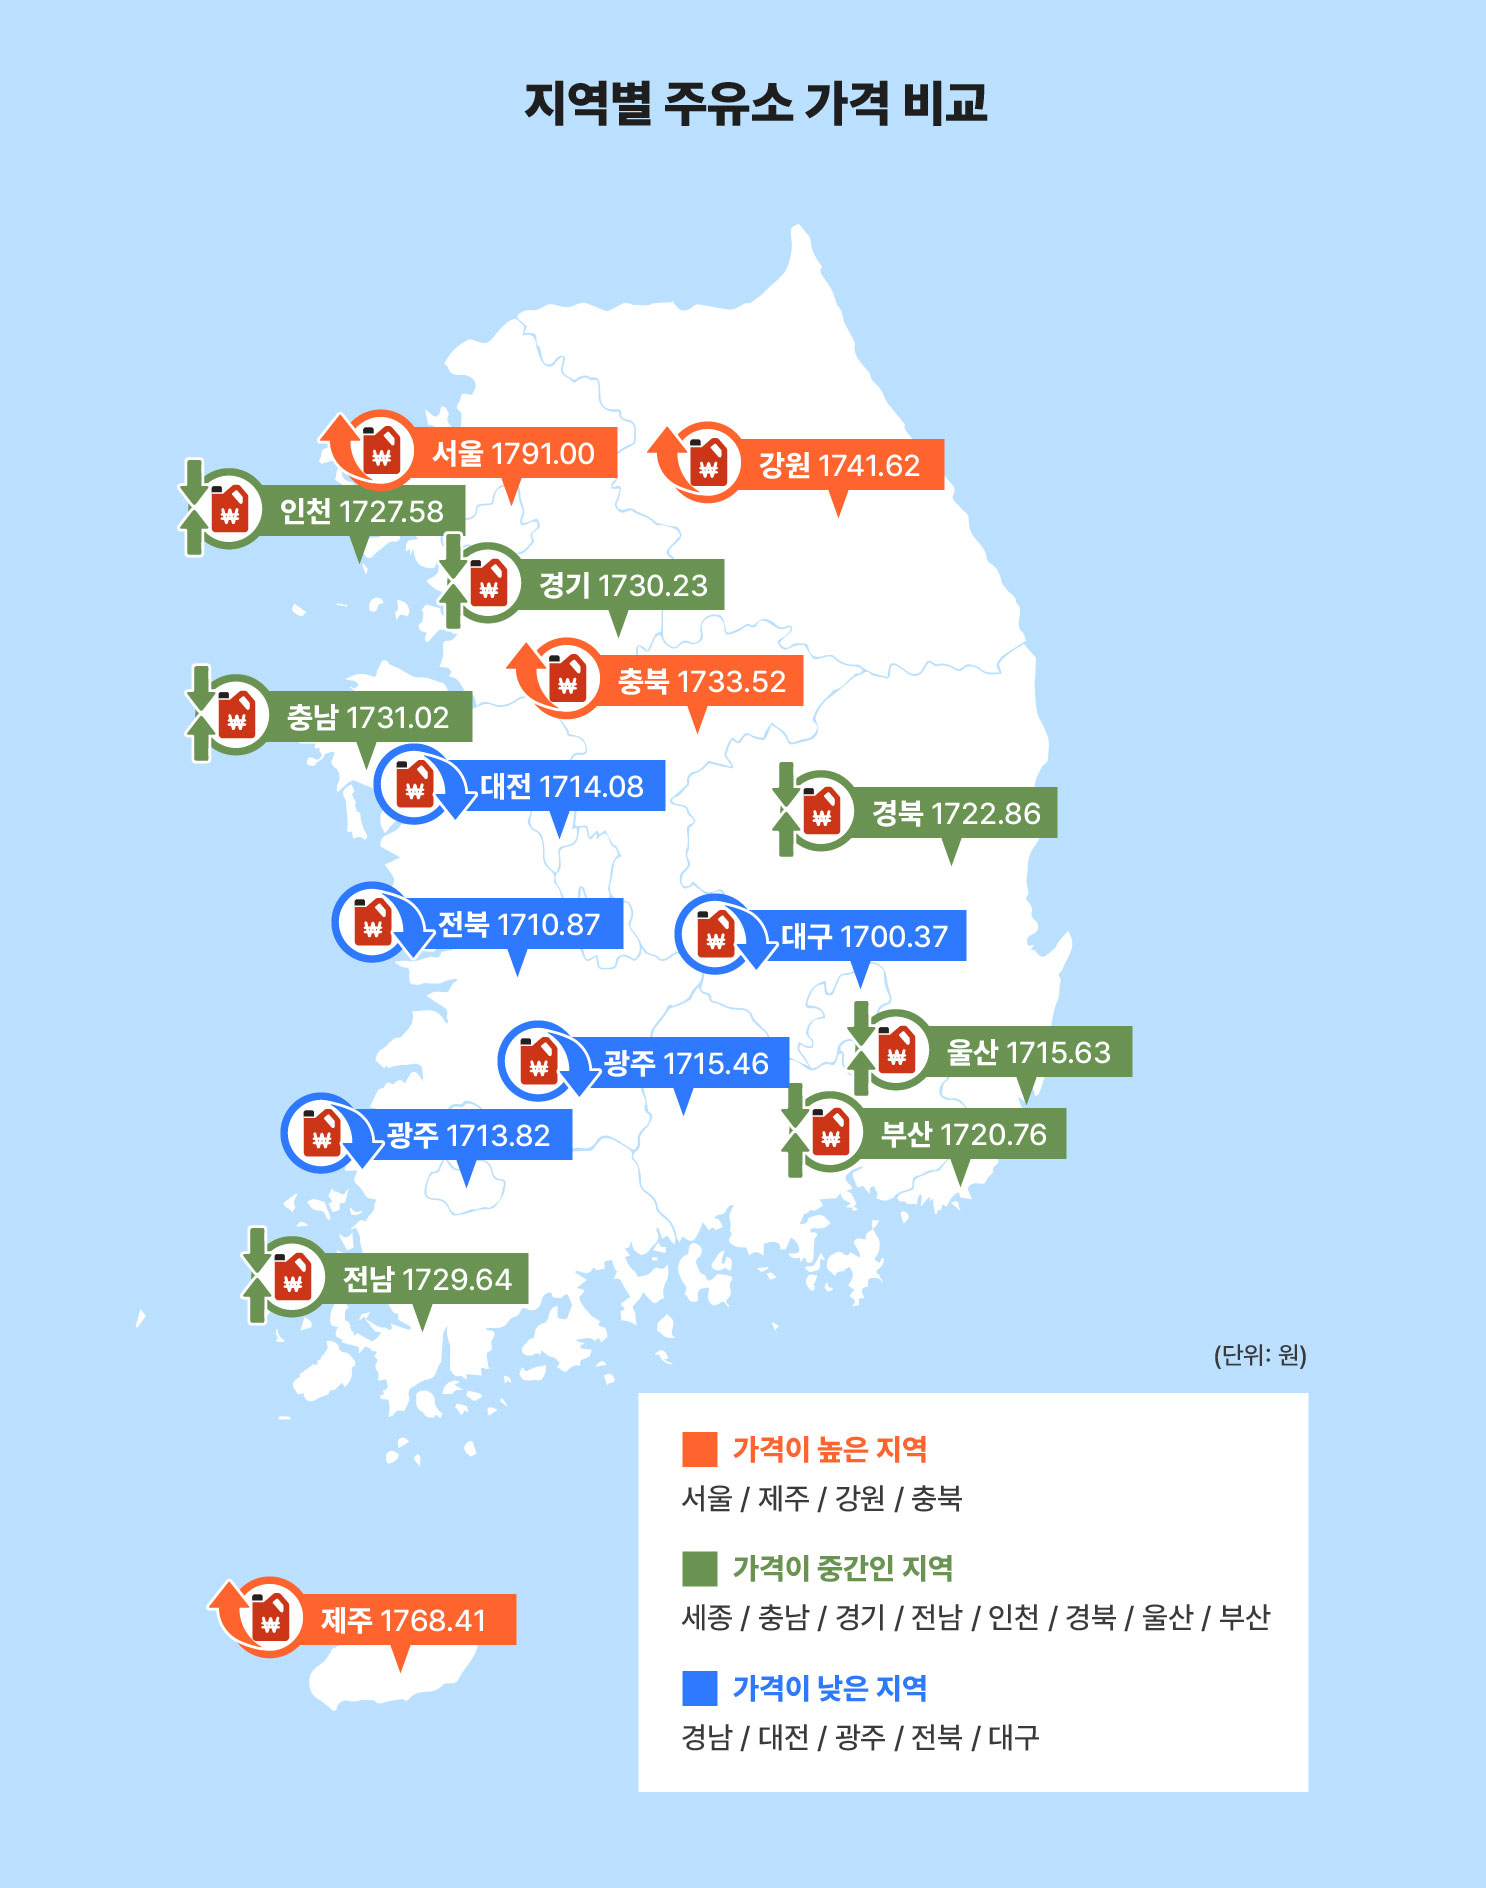 지역별 주유소 가격 비교
서울 1791.00
강원 1741.62
인천 1727.58
경기 1730.23
충북 1733.52
충남 1731.02
대전 1714.08
경북 1722.86
전북 1710.87
대구 1700.37
울산 1715.63
광주 1715.46
부산 1720.76
광주 1713.82
전남 1729.64
제주 1768.41
(단위: 원)
가격이 높은 지역
서울 / 제주 / 강원 / 충북
가격이 중간인 지역
세종 / 충남 / 경기 / 전남 / 인천 / 경북 / 울산 / 부산
가격이 낮은 지역
경남 / 대전 / 광주 / 전북 / 대구